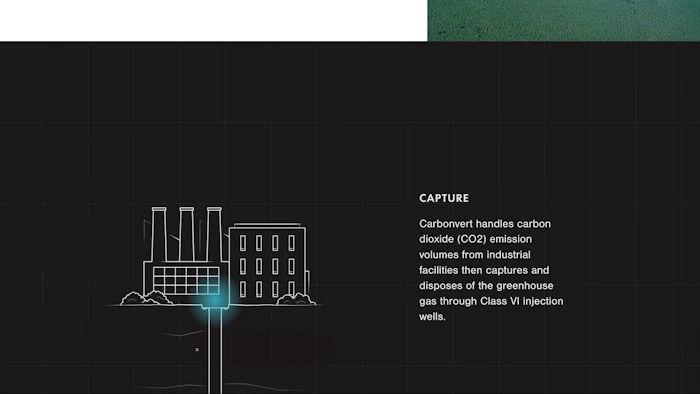 CAPTURE
Carbonvert handles carbon
dioxide (CO2) emission
volumes from industrial
facilities then captures and
disposes of the greenhouse
gas through Class VI injection
wells.